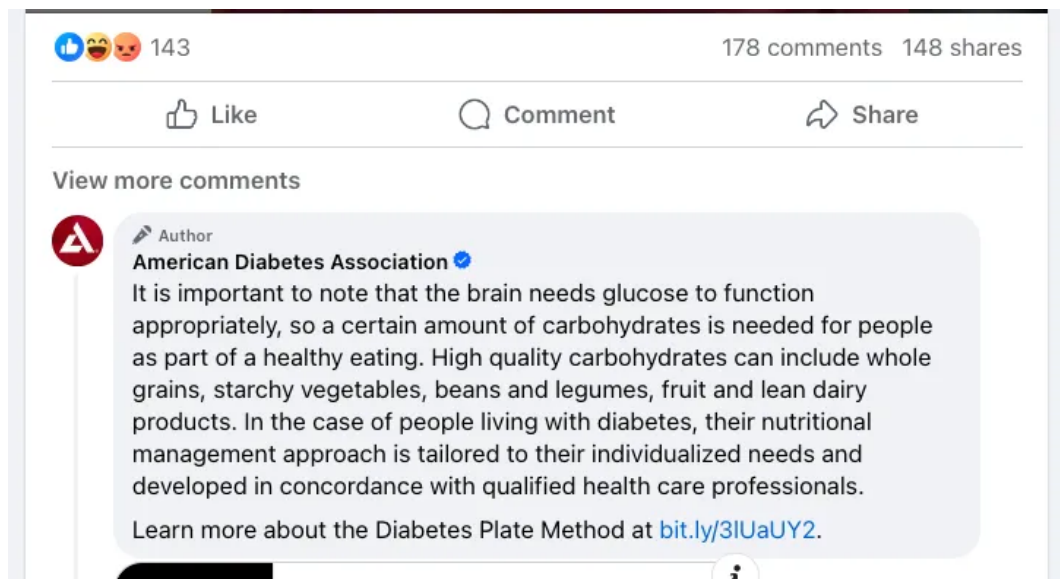 143
178 comments 148 shares
Like Comment Share
View more comments
Author
American Diabetes Association
It is important to note that the brain needs glucose to function
appropriately, so a certain amount of carbohydrates is needed for people
as part of a healthy eating. High quality carbohydrates can include whole
grains, starchy vegetables, beans and legumes, fruit and lean dairy
products. In the case of people living with diabetes, their nutritional
management approach is tailored to their individualized needs and
developed in concordance with qualified health care professionals.
Learn more about the Diabetes Plate Method at bit.ly/3lUaUY2.